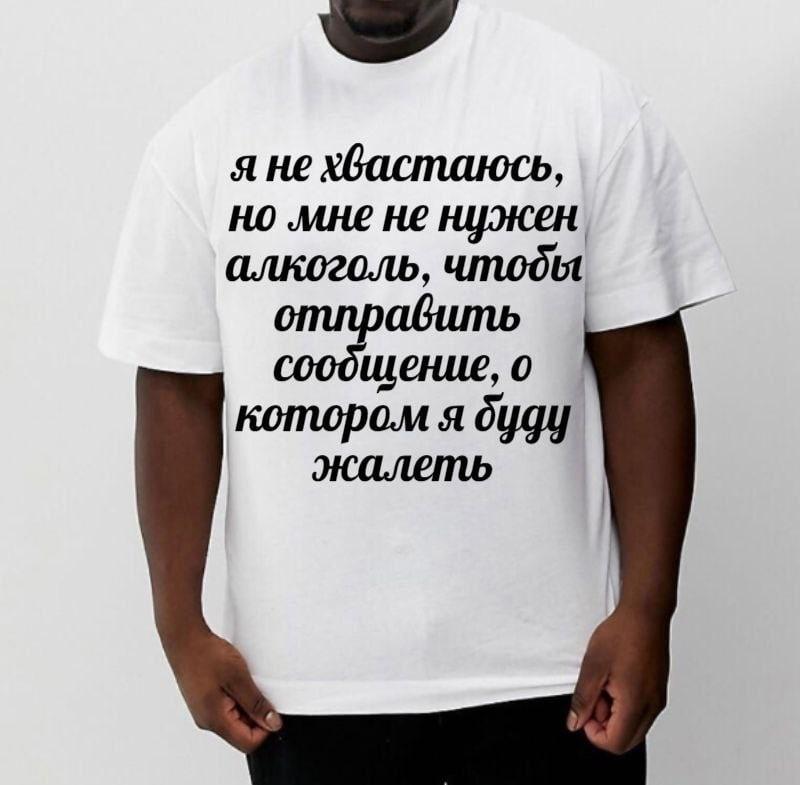 я не хвастаюсь,
но мне не нужен
алкоголь, чтобы
отправить
сообщение, о
котором я буду
жалеть